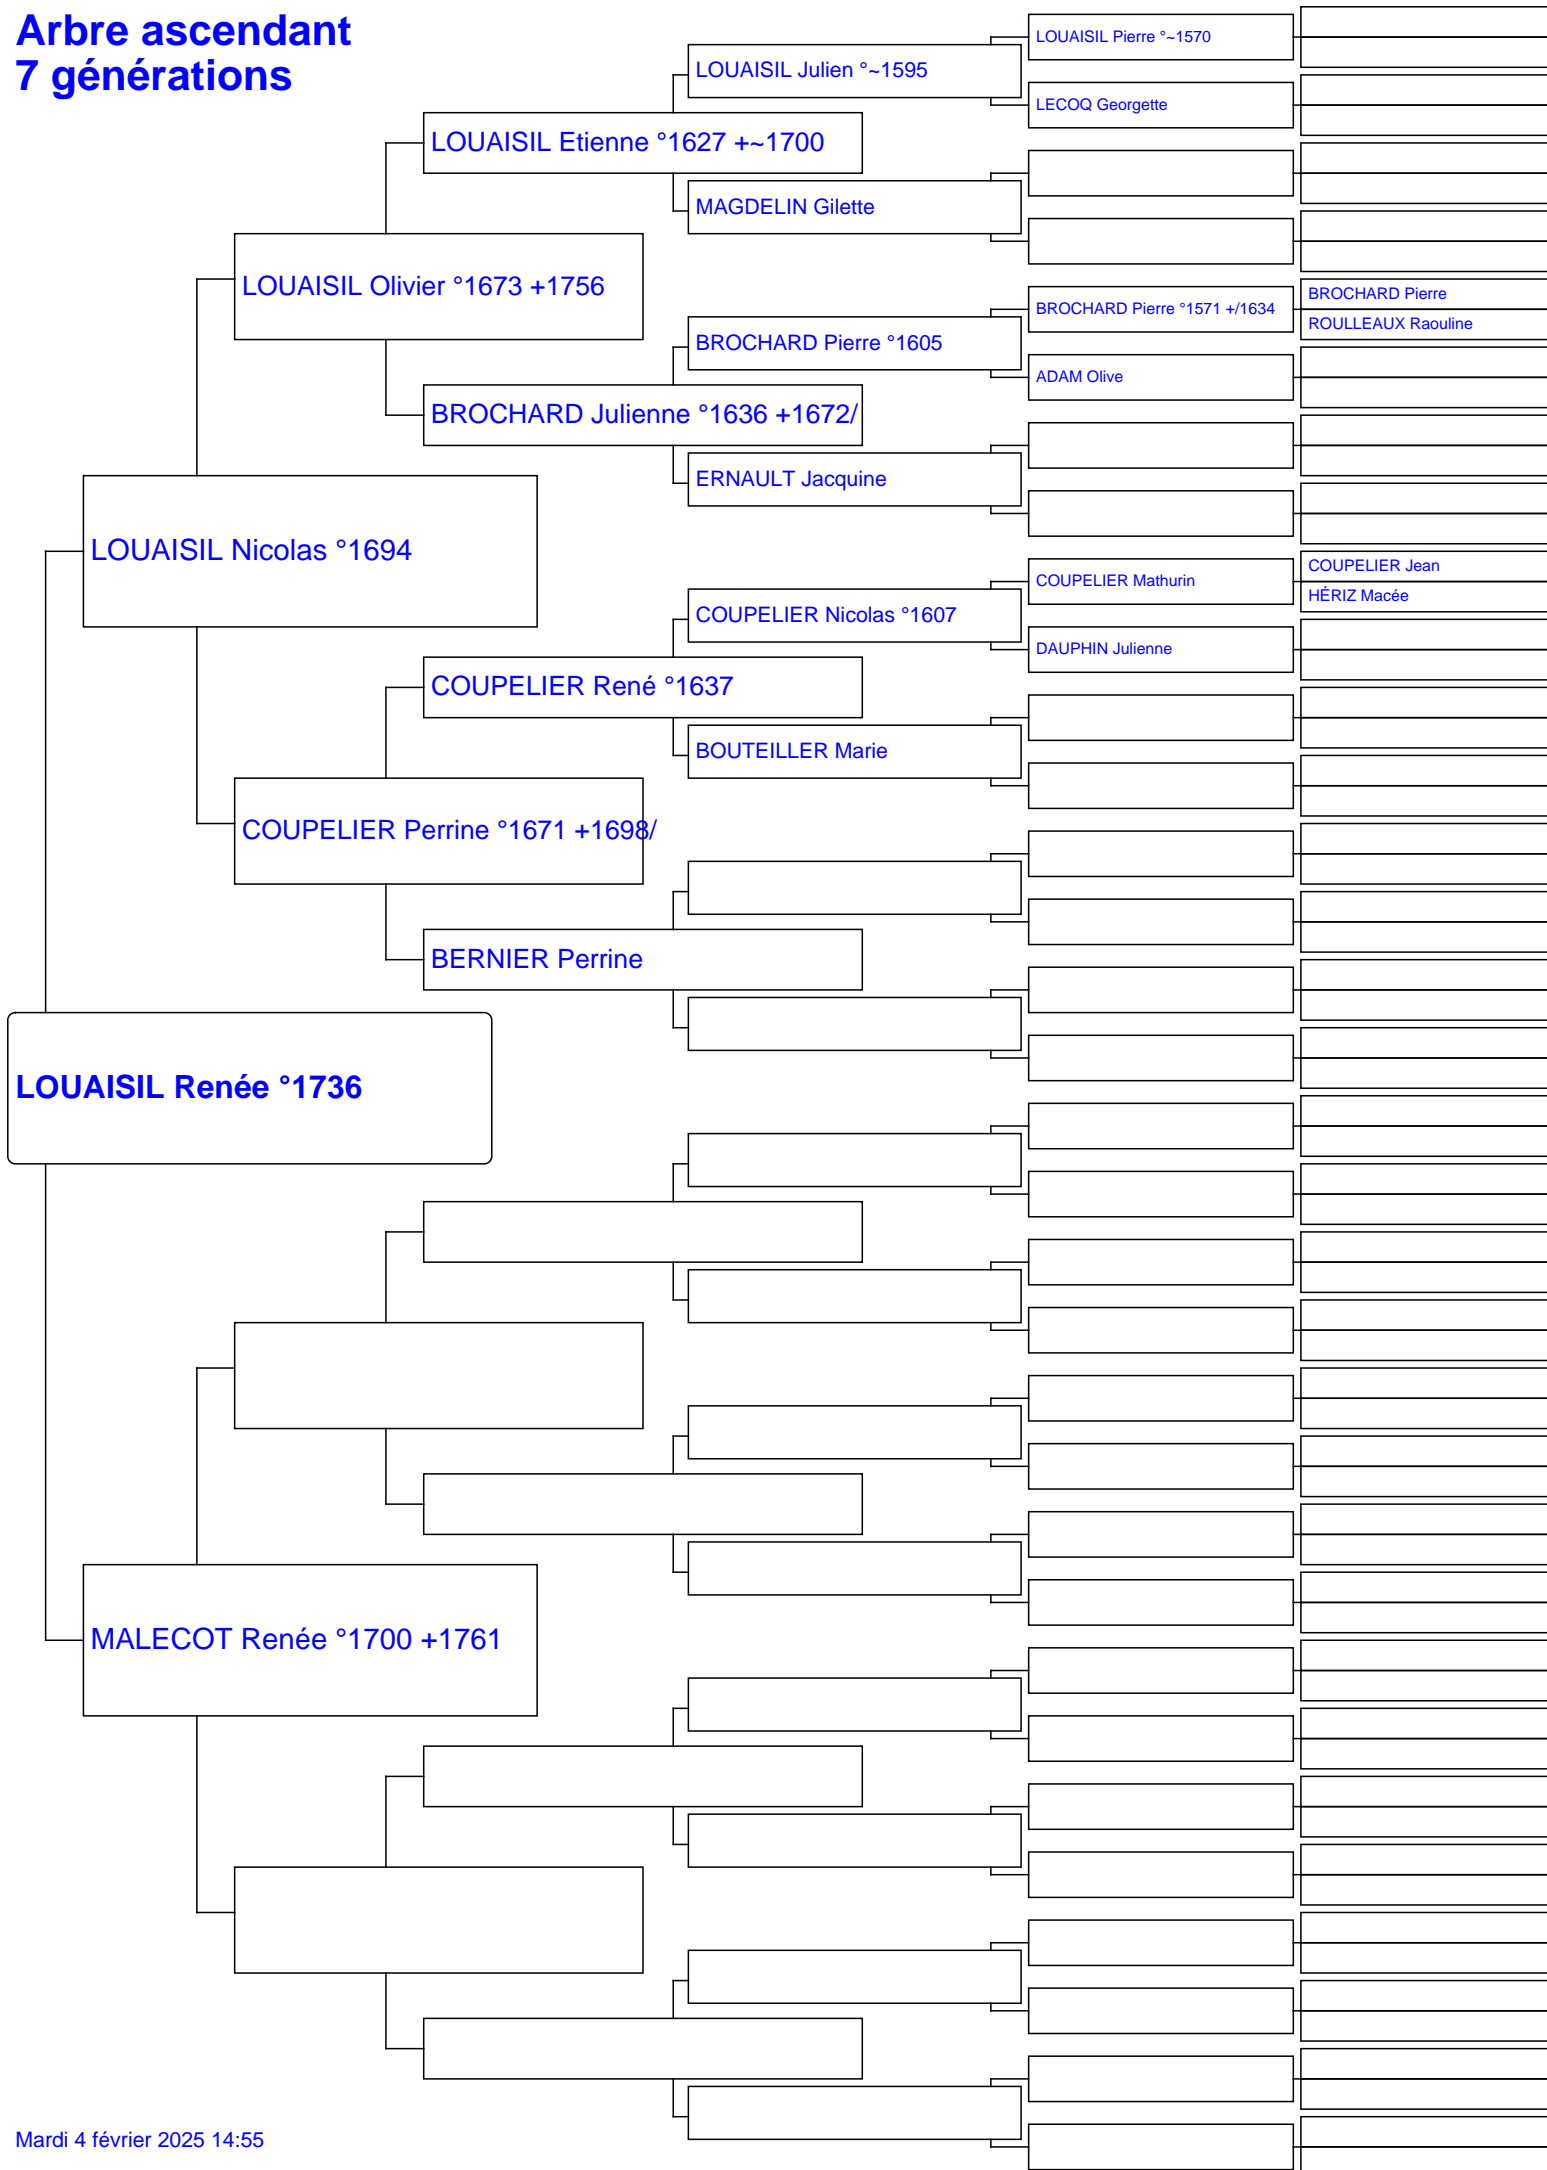 Arbre ascendant
7 générations
LOUAISIL Pierre °~1570
LOUAISIL Julien °~1595
LECOQ Georgette
LOUAISIL Etienne °1627 +~1700
MAGDELIN Gilette
LOUAISIL Olivier °1673 +1756
BROCHARD Pierre
BROCHARD Pierre °1571 +/1634
ROULLEAUX Raouline
BROCHARD Pierre °1605
ADAM Olive
BROCHARD Julienne °1636 +1672/
ERNAULT Jacquine
LOUAISIL Nicolas °1694
COUPELIER Jean
COUPELIER Mathurin
HÉRIZ Macée
COUPELIER Nicolas °1607
DAUPHIN Julienne
COUPELIER René °1637
BOUTEILLER Marie
COUPELIER Perrine °1671 +1698/
BERNIER Perrine
LOUAISIL Renée °1736
MALECOT Renée °1700 +1761
Mardi 4 février 2025 14:55